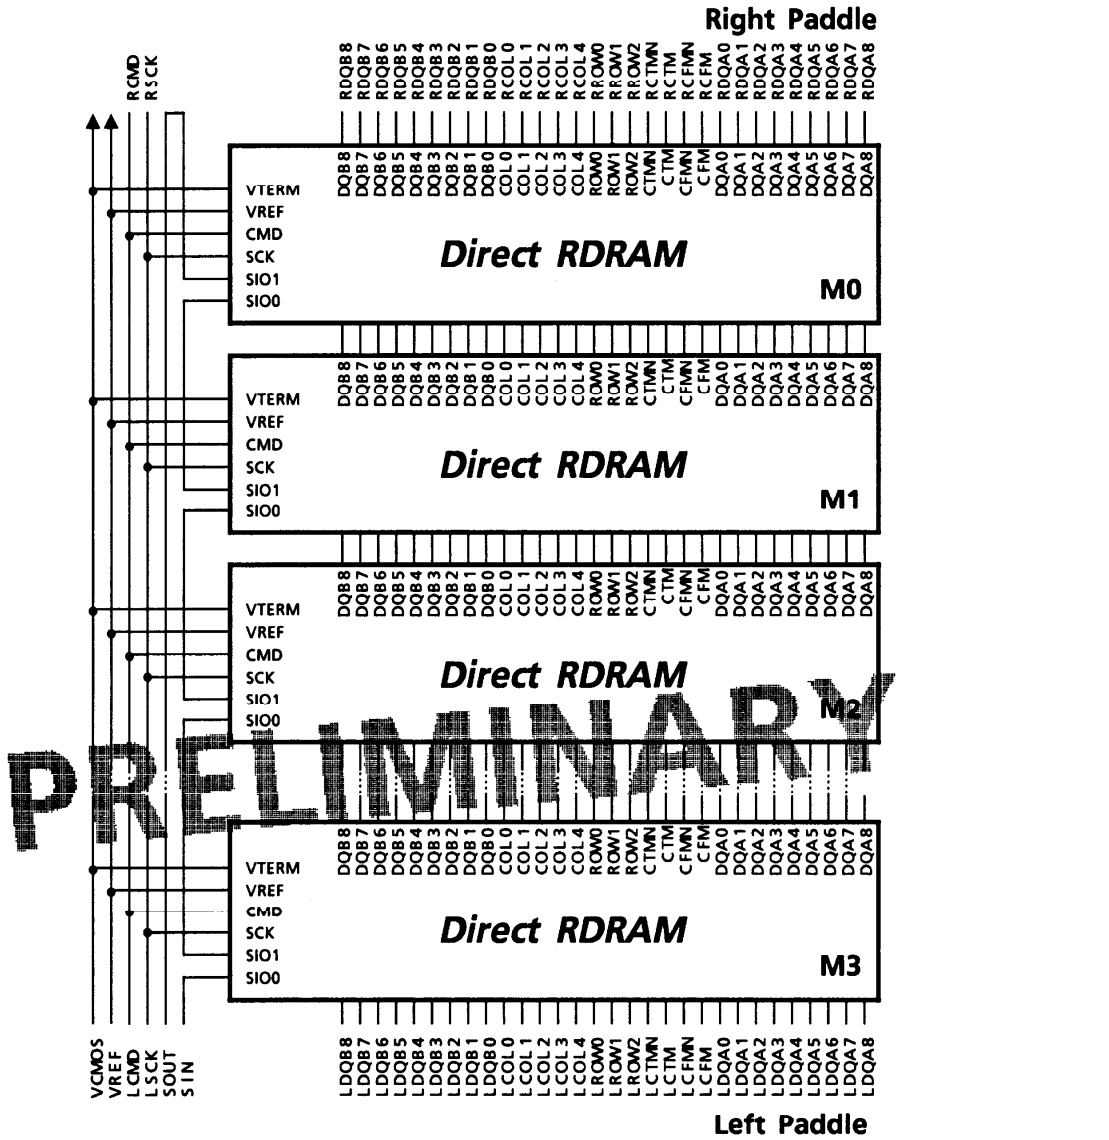 Right Paddle
RCMD RSCK RDQB8 RDQB7 RDQB6 RDQB5 RDQB4 RDQB3 RDQB2 RDQB1 RDQB0 RCOL0 RCOL1 RCOL2 RCOL3 RCOL4 RROW0 RROW1 RROW2 RCTMN RCTM RCFMN RCFM RDQA0 RDQA1 RDQA2 RDQA3 RDQA4 RDQA5 RDQA6 RDQA7 RDQA8
DQB8 DQB7 DQB6 DQB5 DQB4 DQB3 DQB2 DQB1 DQB0 COL0 COL1 COL2 COL3 COL4 ROW0 ROW1 ROW2 CTMN CTM CFMN CFM DQA0 DQA1 DQA2 DQA3 DQA4 DQA5 DQA6 DQA7 DQA8
VTERM
VREF
CMD
SCK
SIO1
SIO0
Direct RDRAM
M0
DQB8 DQB7 DQB6 DQB5 DQB4 DQB3 DQB2 DQB1 DQB0 COL0 COL1 COL2 COL3 COL4 ROW0 ROW1 ROW2 CTMN CTM CFMN CFM DQA0 DQA1 DQA2 DQA3 DQA4 DQA5 DQA6 DQA7 DQA8
VTERM
VREF
CMD
SCK
SIO1
SIO0
Direct RDRAM
M1
DQB8 DQB7 DQB6 DQB5 DQB4 DQB3 DQB2 DQB1 DQB0 COL0 COL1 COL2 COL3 COL4 ROW0 ROW1 ROW2 CTMN CTM CFMN CFM DQA0 DQA1 DQA2 DQA3 DQA4 DQA5 DQA6 DQA7 DQA8
VTERM
VREF
CMD
SCK
SIO1
SIO0
Direct RDRAM
M2
PRELIMINARY
DQB8 DQB7 DQB6 DQB5 DQB4 DQB3 DQB2 DQB1 DQB0 COL0 COL1 COL2 COL3 COL4 ROW0 ROW1 ROW2 CTMN CTM CFMN CFM DQA0 DQA1 DQA2 DQA3 DQA4 DQA5 DQA6 DQA7 DQA8
VTERM
VREF
CMD
SCK
SIO1
SIO0
Direct RDRAM
M3
VCMOS VREF LCMD LSCK SOUT SIN LDQB8 LDQB7 LDQB6 LDQB5 LDQB4 LDQB3 LDQB2 LDQB1 LDQB0 LCOL0 LCOL1 LCOL2 LCOL3 LCOL4 LROW0 LROW1 LROW2 LCTMN LCTM LCFMN LCFM LDQA0 LDQA1 LDQA2 LDQA3 LDQA4 LDQA5 LDQA6 LDQA7 LDQA8
Left Paddle